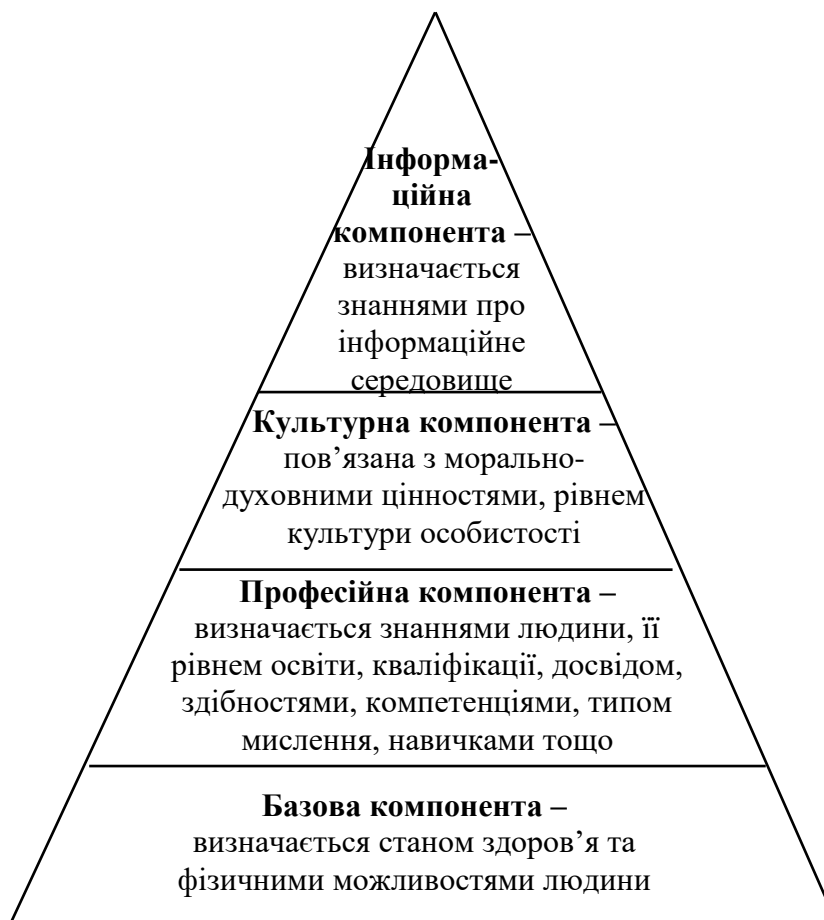 Інформа-
ційна
компонента –
визначається
знаннями про
інформаційне
середовище
Культурна компонента –
пов’язана з морально-
духовними цінностями, рівнем
культури особистості
Професійна компонента –
визначається знаннями людини, її
рівнем освіти, кваліфікації, досвідом,
здібностями, компетенціями, типом
мислення, навичками тощо
Базова компонента –
визначається станом здоров’я та
фізичними можливостями людини